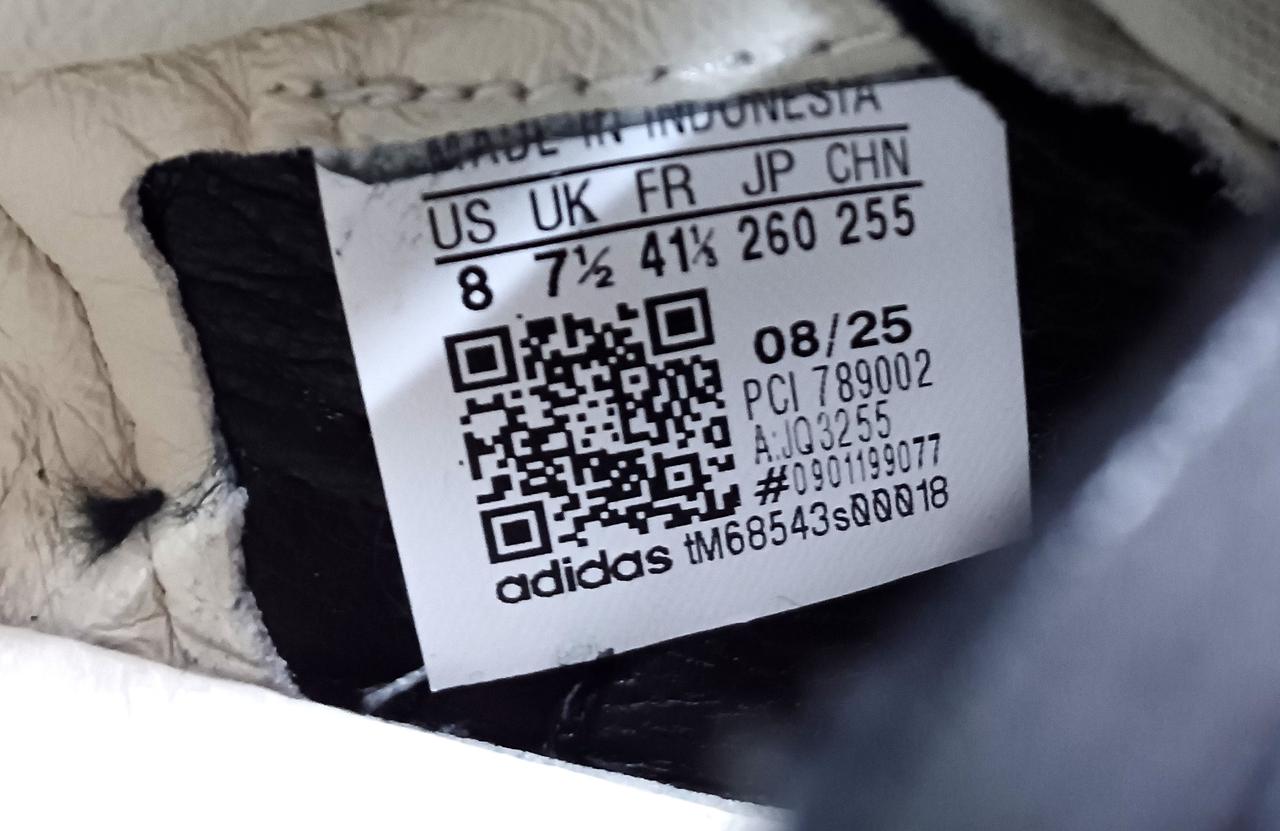 MADE IN INDONESIA
US UK FR JP CHN
8 7½ 41⅓ 260 255
08/25
PCI 789002
A:JQ3255
#0901199077
adidas tM68543s00018